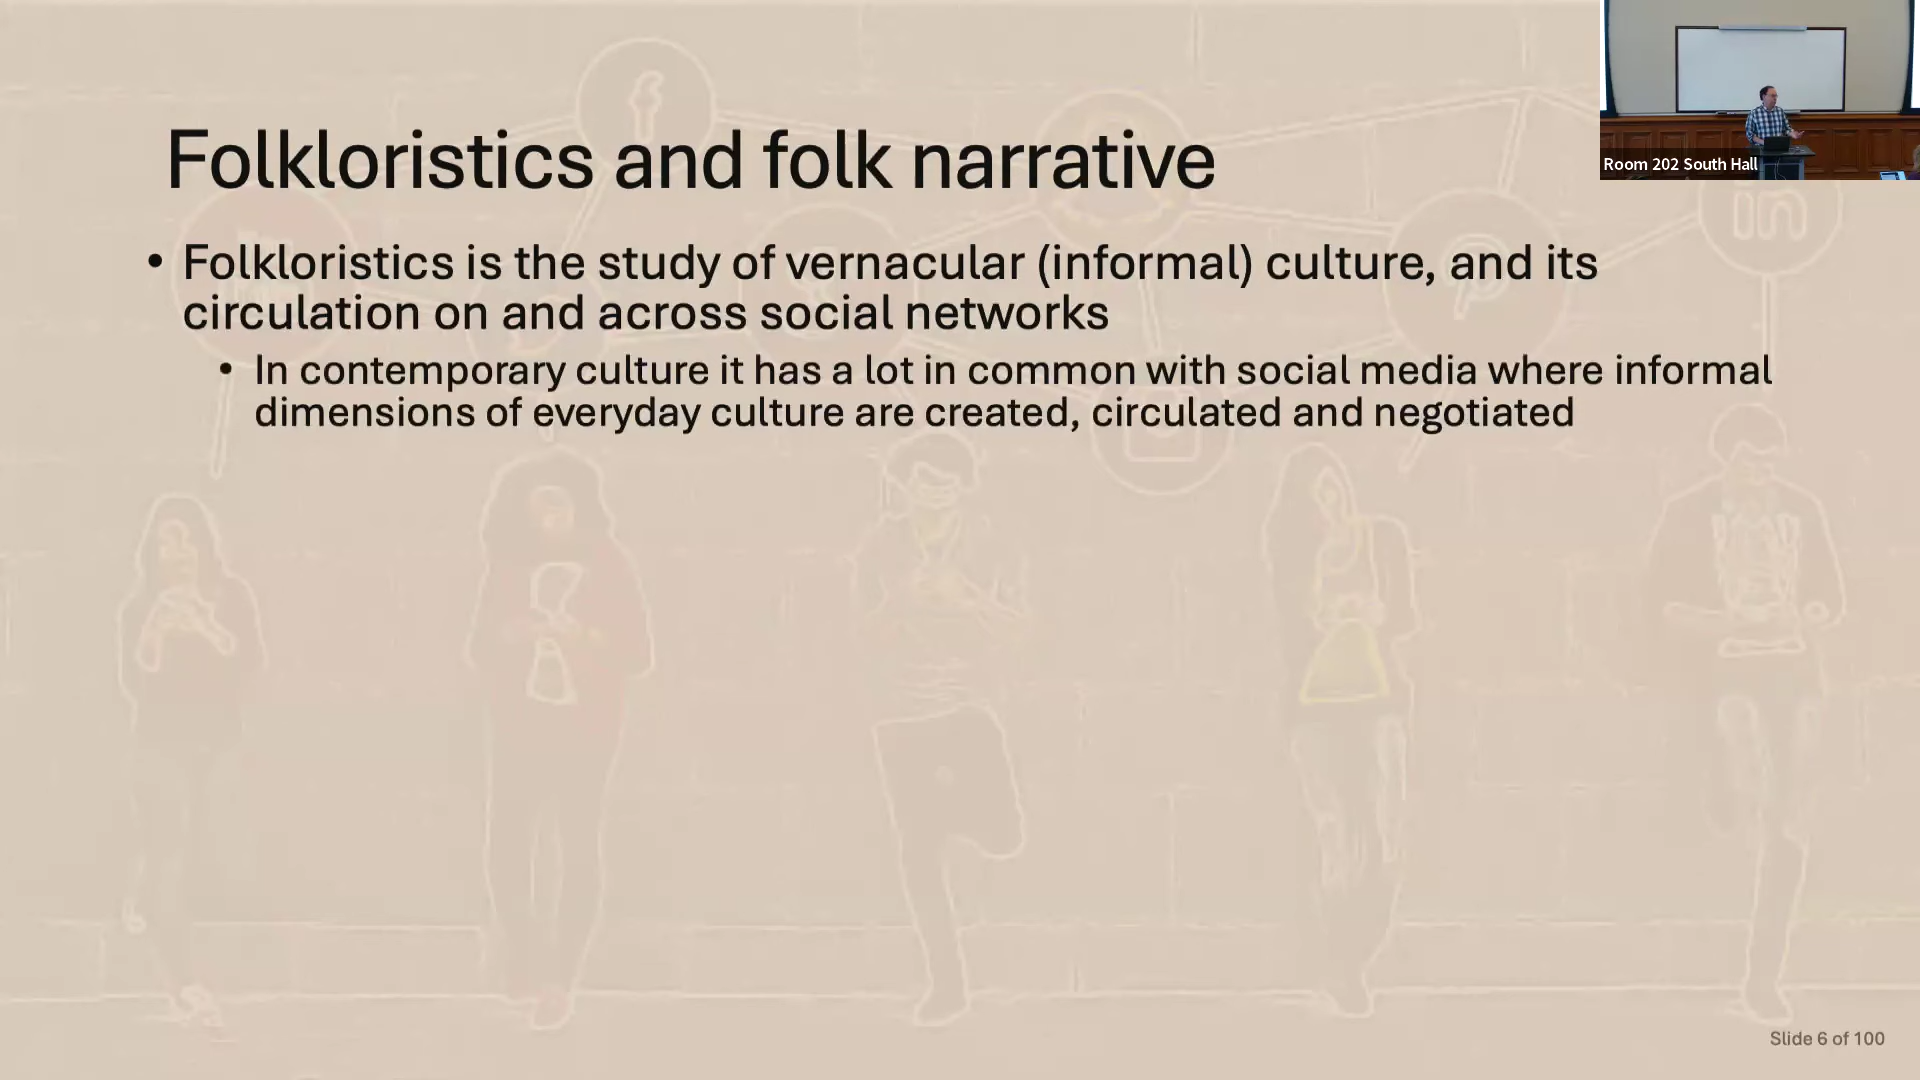 Folkloristics and folk narrative
• Folkloristics is the study of vernacular (informal) culture, and its
circulation on and across social networks
• In contemporary culture it has a lot in common with social media where informal
dimensions of everyday culture are created, circulated and negotiated
Room 202 South Hall
f
in
Slide 6 of 100